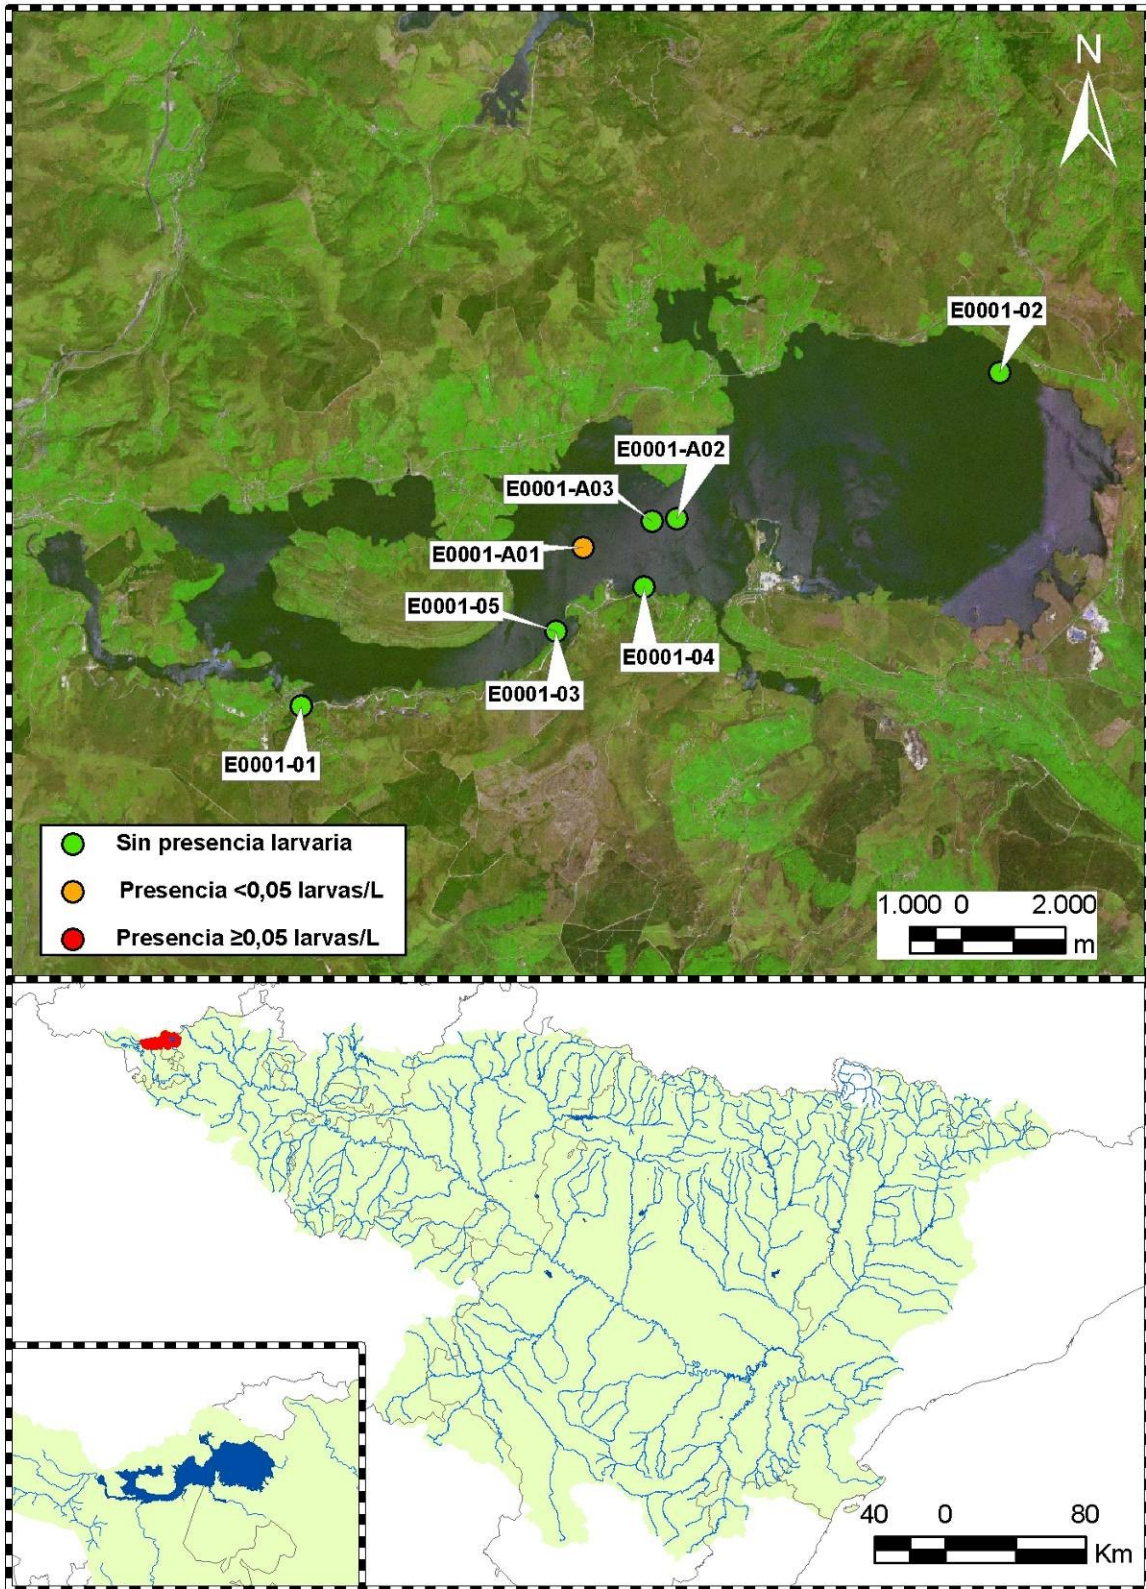 N
E0001-02
E0001-A02
E0001-A03
E0001-A01
E0001-05
E0001-04
E0001-03
E0001-01
Sin presencia larvaria
Presencia <0,05 larvas/L
Presencia ≥0,05 larvas/L
1.000 0 2.000
m
40 0 80
Km